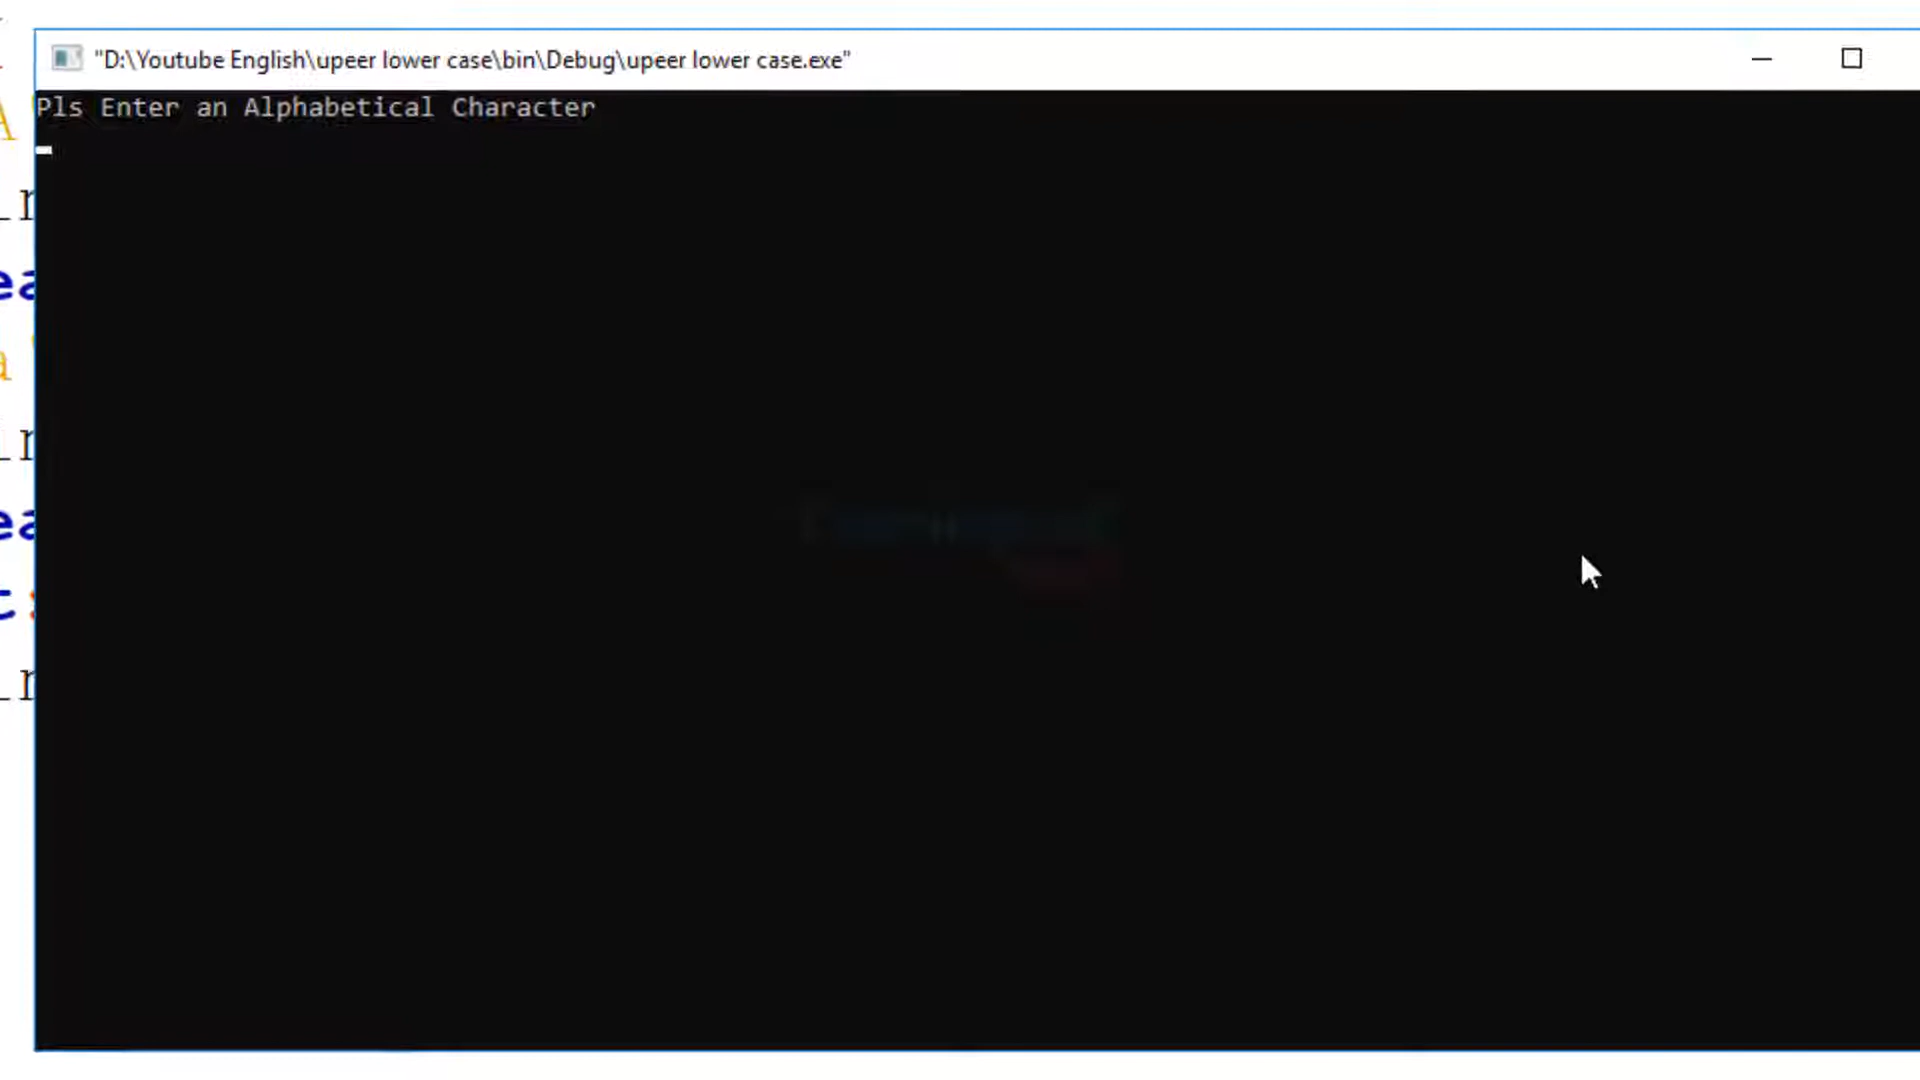 "D:\Youtube English\upeer lower case\bin\Debug\upeer lower case.exe"
Pls Enter an Alphabetical Character